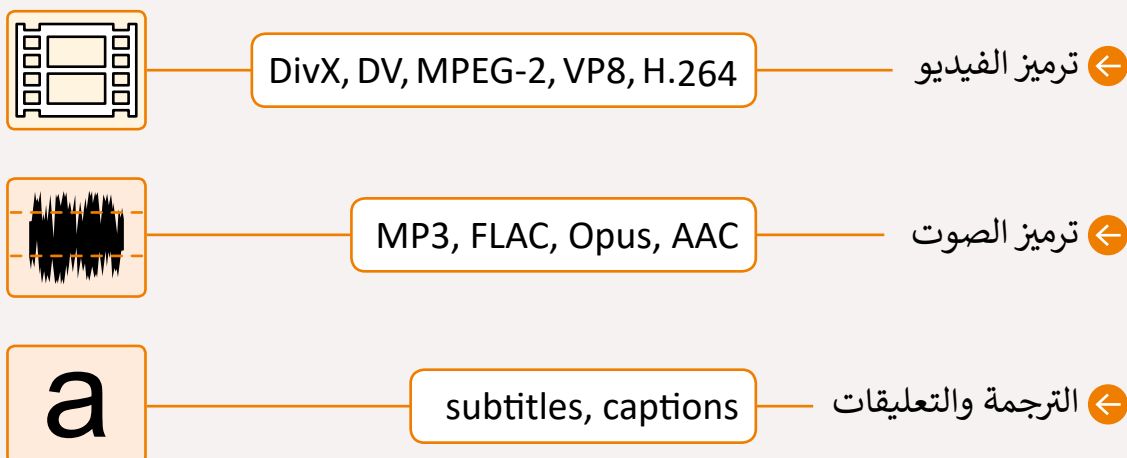 ترميز الفيديو
DivX, DV, MPEG-2, VP8, H.264
ترميز الصوت
MP3, FLAC, Opus, AAC
الترجمة والتعليقات
subtitles, captions
a